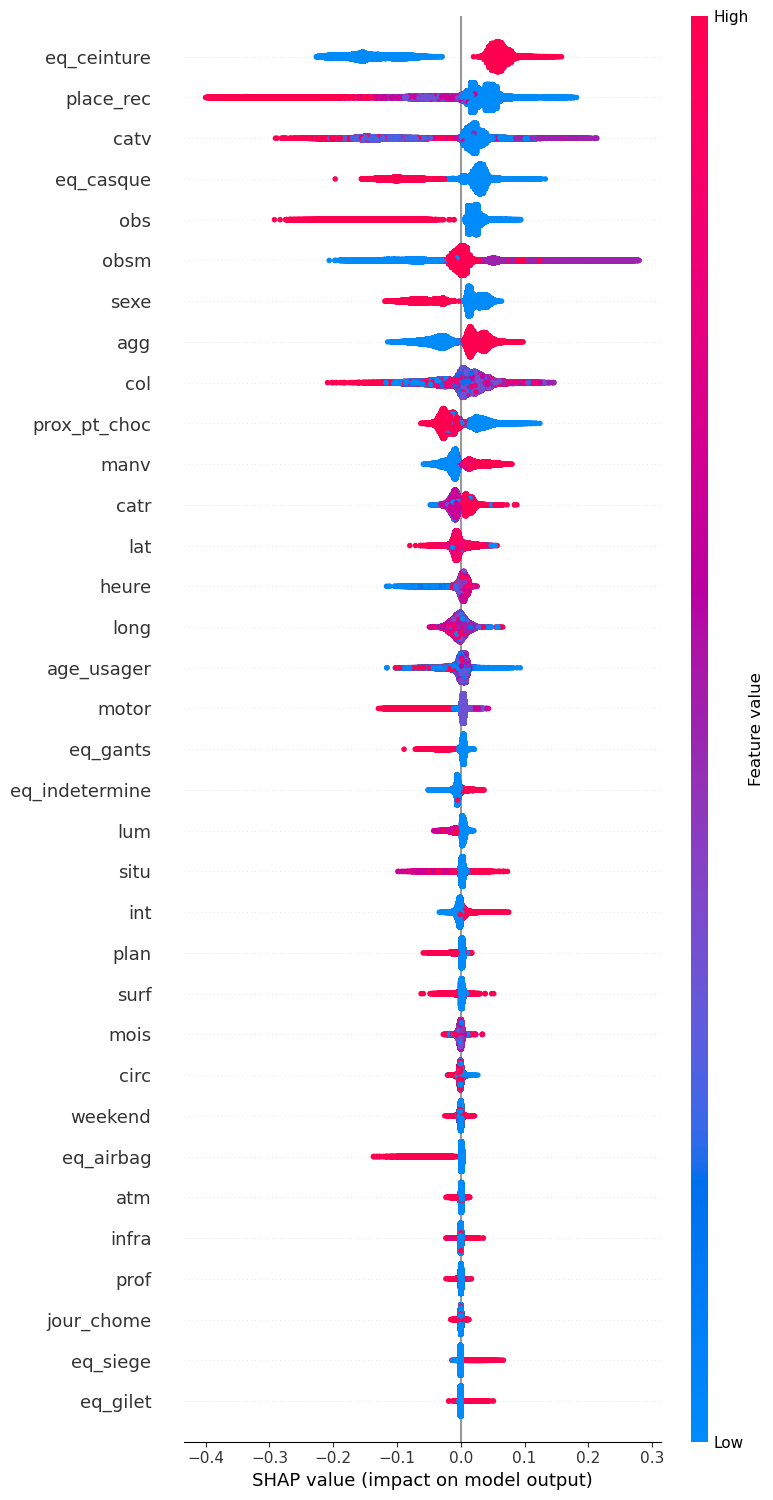 High
eq_ceinture
place_rec
catv
eq_casque
obs
obsm
sexe
agg
col
prox_pt_choc
manv
catr
lat
heure
long
age_usager
motor
eq_gants
eq_indetermine
lum
situ
int
plan
surf
mois
circ
weekend
eq_airbag
atm
infra
prof
jour_chome
eq_siege
eq_gilet
Feature value
Low
−0.4 −0.3 −0.2 −0.1 0.0 0.1 0.2 0.3
SHAP value (impact on model output)